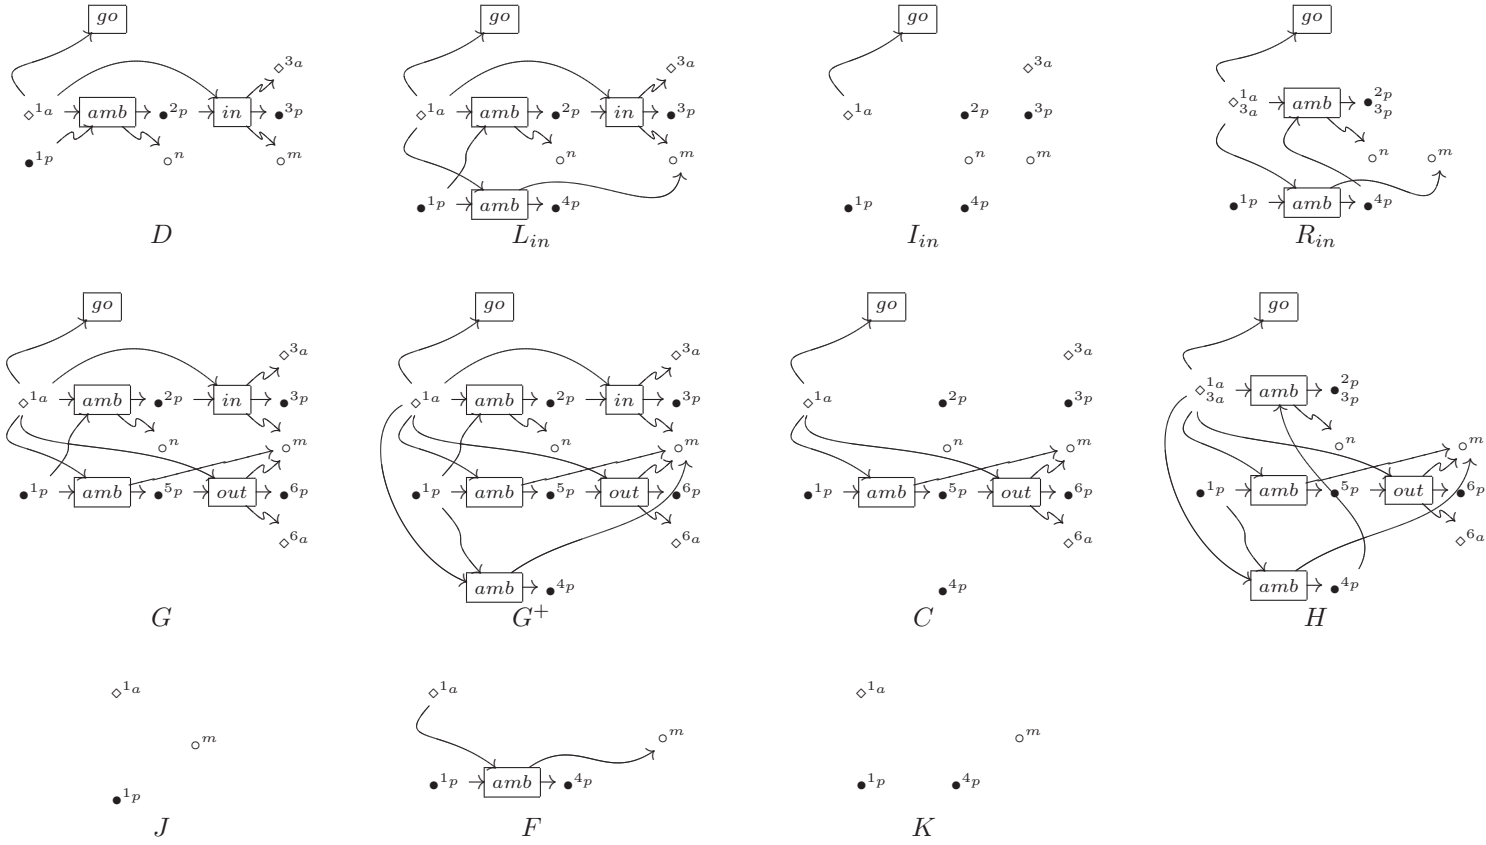 go go go go
3a 3a 3a
1a amb 2p in 3p 1a amb 2p in 3p 1a 2p 3p 1a 3a amb 2p 3p
1p n m n m n m n m
1p amb 4p 1p 4p 1p amb 4p
D L_in I_in R_in
go go go go
3a 3a 3a
1a amb 2p in 3p 1a amb 2p in 3p 1a 2p 3p 1a 3a amb 2p 3p
n m n m n m n m
1p amb 5p out 6p 1p amb 5p out 6p 1p amb 5p out 6p 1p amb 5p out 6p
6a 6a 6a 6a
amb 4p 4p amb 4p
G G^+ C H
1a 1a 1a
m m m
1p 1p amb 4p 1p 4p
J F K